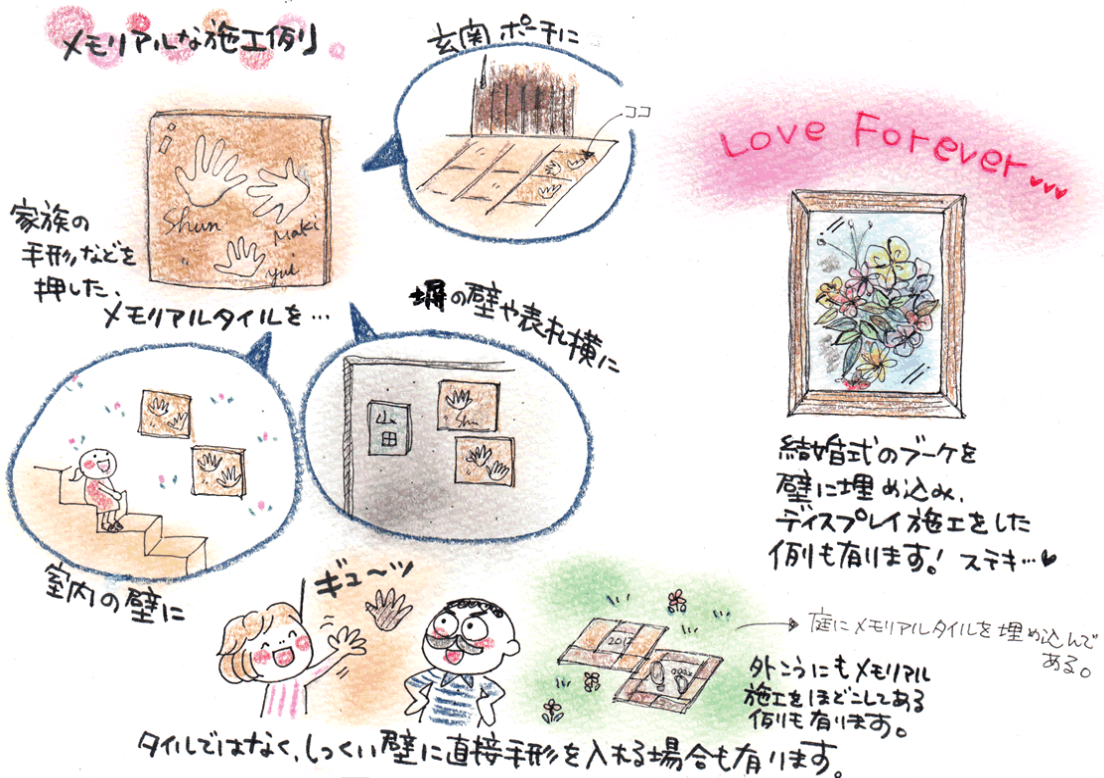 メモリアルな施工例
玄関ポーチに
ココ
Shun
Maki
yui
家族の
手形などを
押した、
メモリアルタイルを…
塀の壁や表札横に
山田
Shu
室内の壁に
Love Forever…
結婚式のブーケを
壁に埋め込み、
ディスプレイ施工をした
例も有ります！ステキ…
ギュ〜ッ
庭にメモリアルタイルを埋め込んで
ある。
外こうにもメモリアル
施工をほどこしてある
例も有ります。
タイルではなく、しっくい壁に直接手形を入れる場合も有ります。